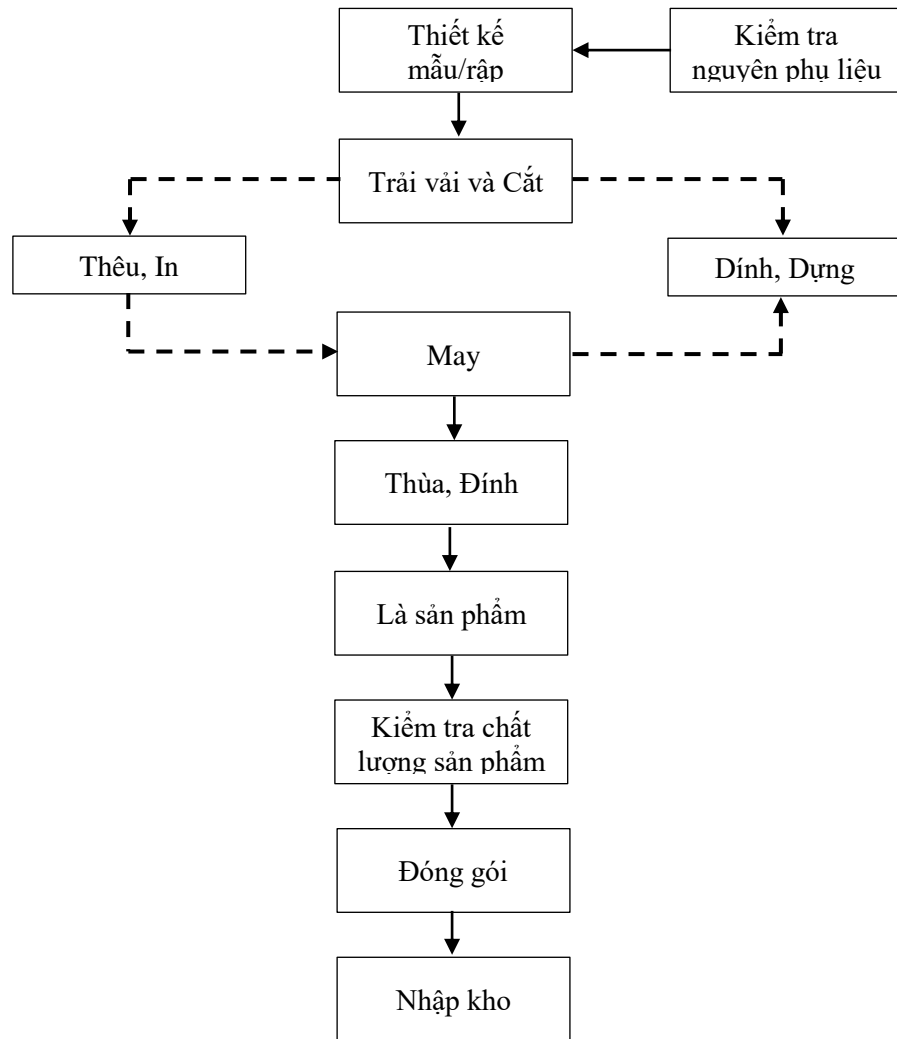 Thiết kế
mẫu/rập
Kiểm tra
nguyên phụ liệu
Trải vải và Cắt
Thêu, In
Dính, Dựng
May
Thùa, Đính
Là sản phẩm
Kiểm tra chất
lượng sản phẩm
Đóng gói
Nhập kho